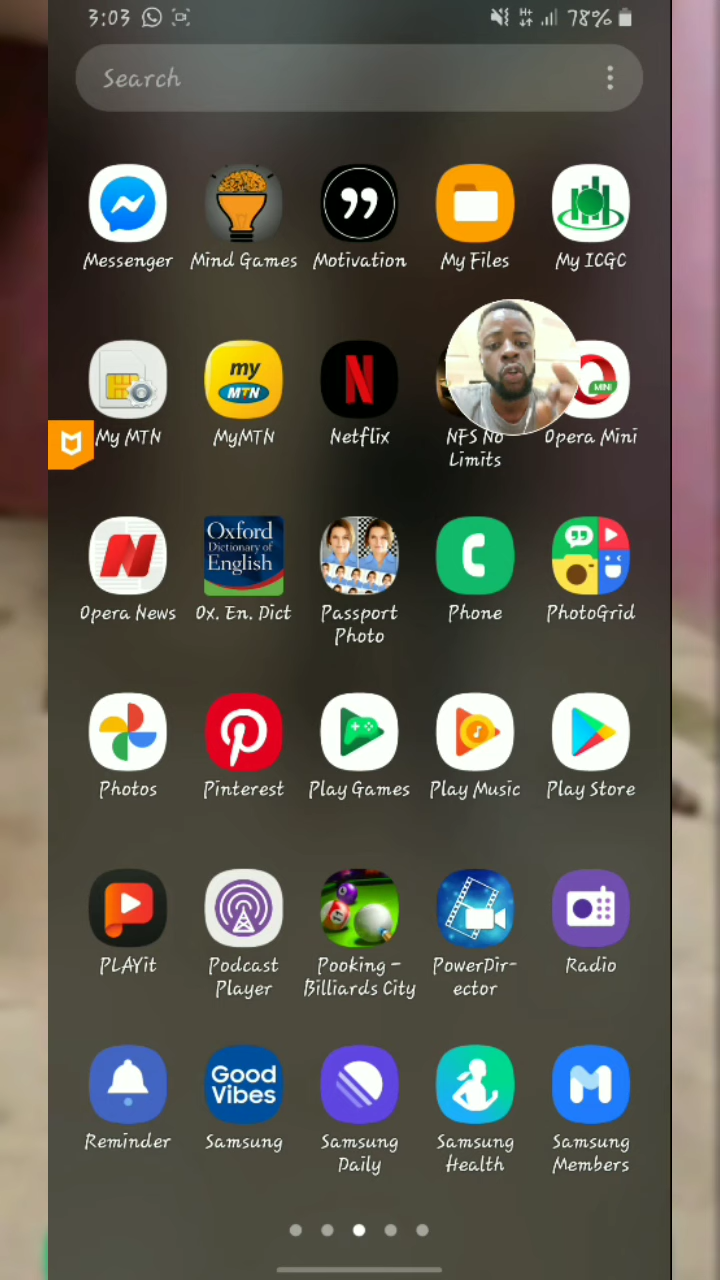 3:03 78%
Search
Messenger Mind Games Motivation My Files My ICGC
my
MTN
MINI
My MTN MyMTN Netflix NFS No Opera Mini
Limits
Oxford
Dictionary of
English
Opera News Ox. En. Dict Passport Phone PhotoGrid
Photo
Photos Pinterest Play Games Play Music Play Store
PLAYit Podcast Pooking - PowerDir- Radio
Player Billiards City ector
Good
Vibes
Reminder Samsung Samsung Samsung Samsung
Daily Health Members